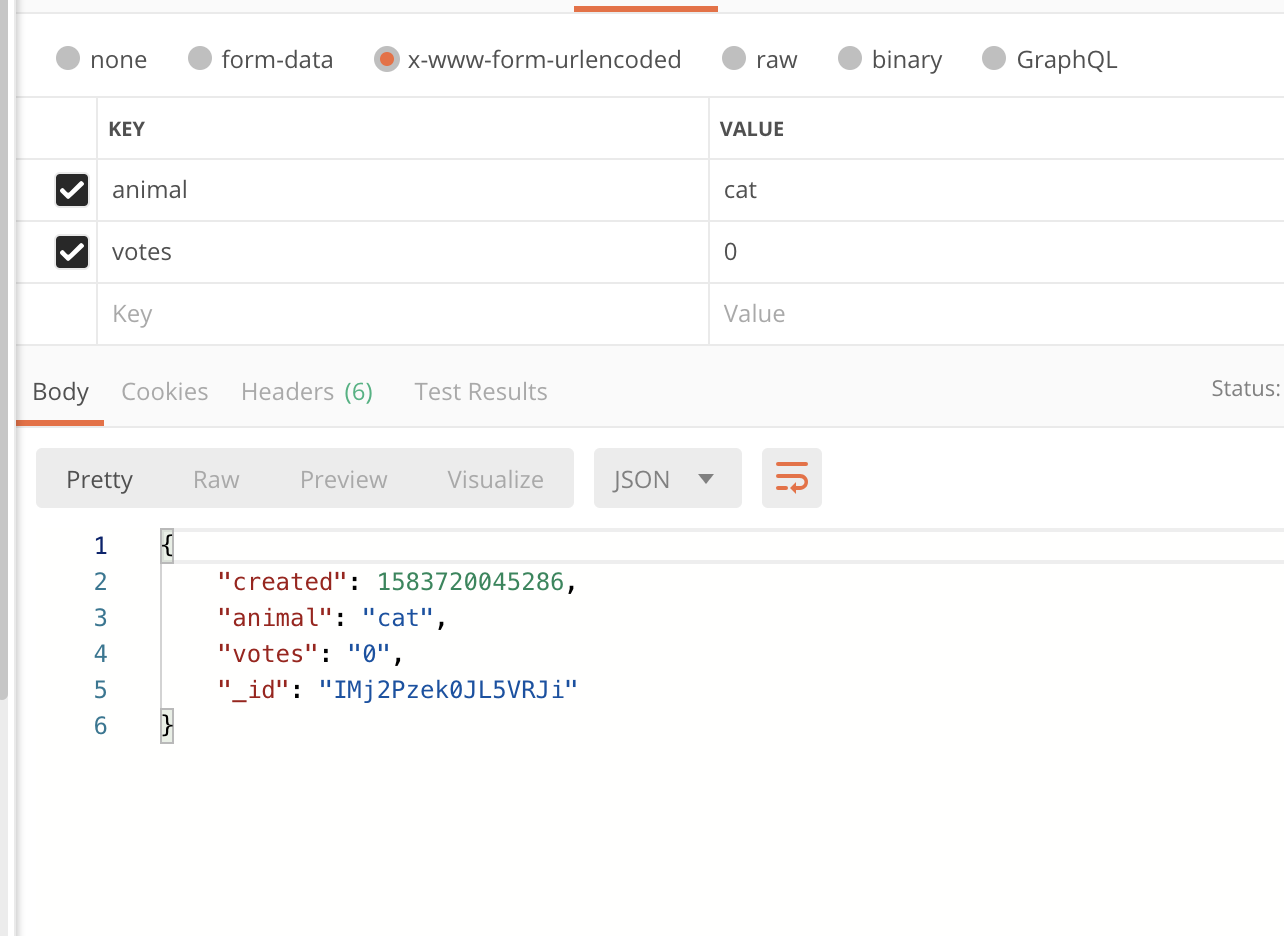 none form-data x-www-form-urlencoded raw binary GraphQL
KEY VALUE
animal cat
votes 0
Key Value
Body Cookies Headers (6) Test Results Status:
Pretty Raw Preview Visualize JSON
1 {
2 "created": 1583720045286,
3 "animal": "cat",
4 "votes": "0",
5 "_id": "IMj2Pzek0JL5VRJi"
6 }